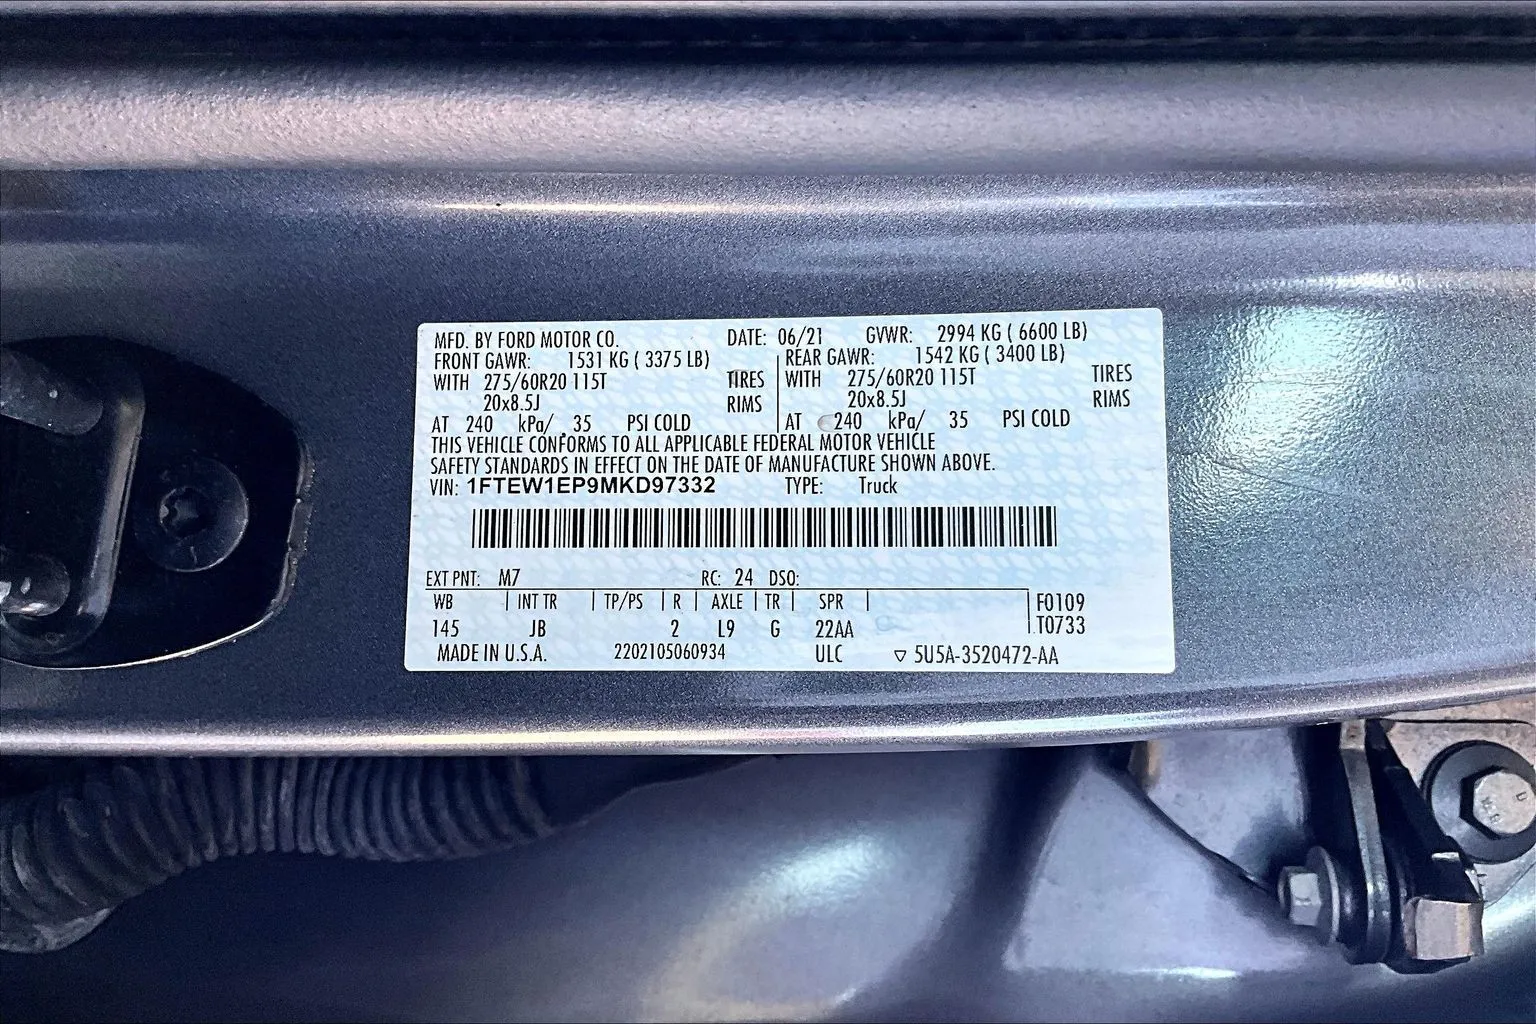 MFD. BY FORD MOTOR CO. DATE: 06/21 GVWR: 2994 KG ( 6600 LB)
FRONT GAWR: 1531 KG ( 3375 LB) REAR GAWR: 1542 KG ( 3400 LB)
WITH 275/60R20 115T TIRES WITH 275/60R20 115T TIRES
20x8.5J RIMS 20x8.5J RIMS
AT 240 kPa/ 35 PSI COLD AT 240 kPa/ 35 PSI COLD
THIS VEHICLE CONFORMS TO ALL APPLICABLE FEDERAL MOTOR VEHICLE
SAFETY STANDARDS IN EFFECT ON THE DATE OF MANUFACTURE SHOWN ABOVE.
VIN: 1FTEW1EP9MKD97332 TYPE: Truck
EXT PNT: M7 RC: 24 DSO:
WB INT TR TP/PS R AXLE TR SPR F0109
145 JB 2 L9 G 22AA T0733
MADE IN U.S.A. 2202105060934 ULC ▽ 5U5A-3520472-AA